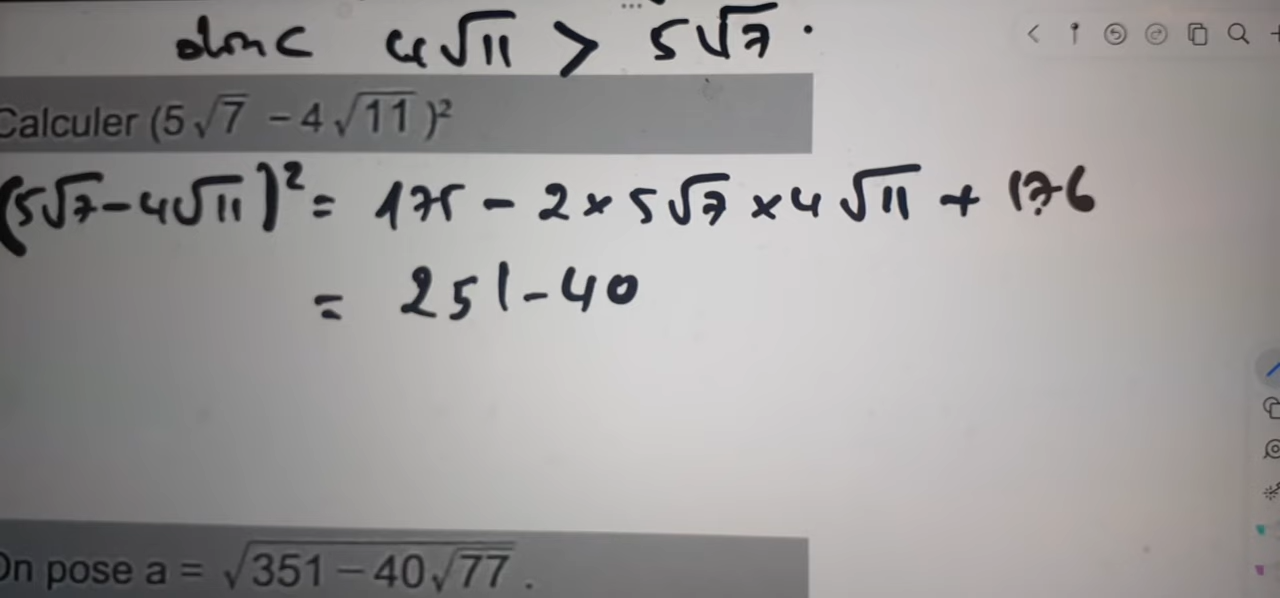 donc 4√11 > 5√7 .
Calculer (5√7 − 4√11)²
(5√7 − 4√11)² = 175 − 2 × 5√7 × 4√11 + 176
= 251 − 40
On pose a = √(351 − 40√77) .